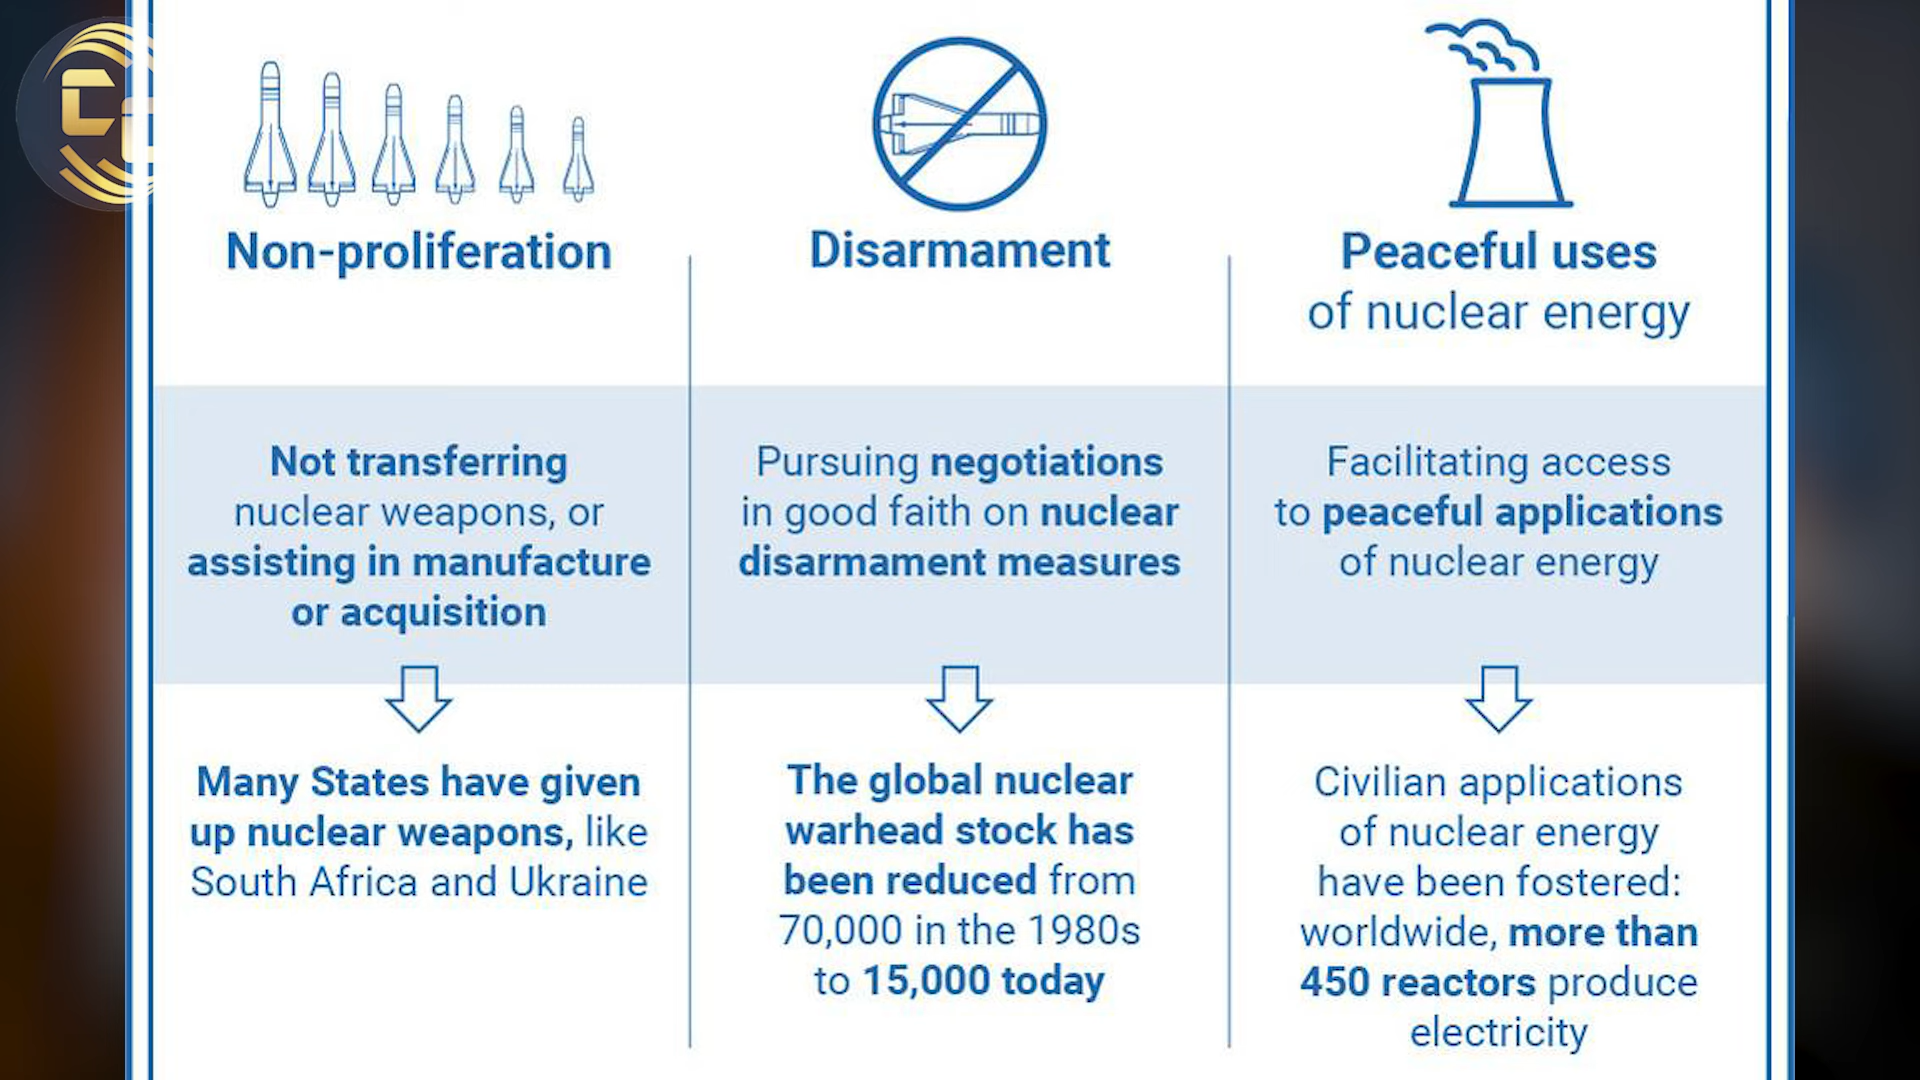 Non-proliferation
Not transferring
nuclear weapons, or
assisting in manufacture
or acquisition
Many States have given
up nuclear weapons, like
South Africa and Ukraine
Disarmament
Pursuing negotiations
in good faith on nuclear
disarmament measures
The global nuclear
warhead stock has
been reduced from
70,000 in the 1980s
to 15,000 today
Peaceful uses
of nuclear energy
Facilitating access
to peaceful applications
of nuclear energy
Civilian applications
of nuclear energy
have been fostered:
worldwide, more than
450 reactors produce
electricity